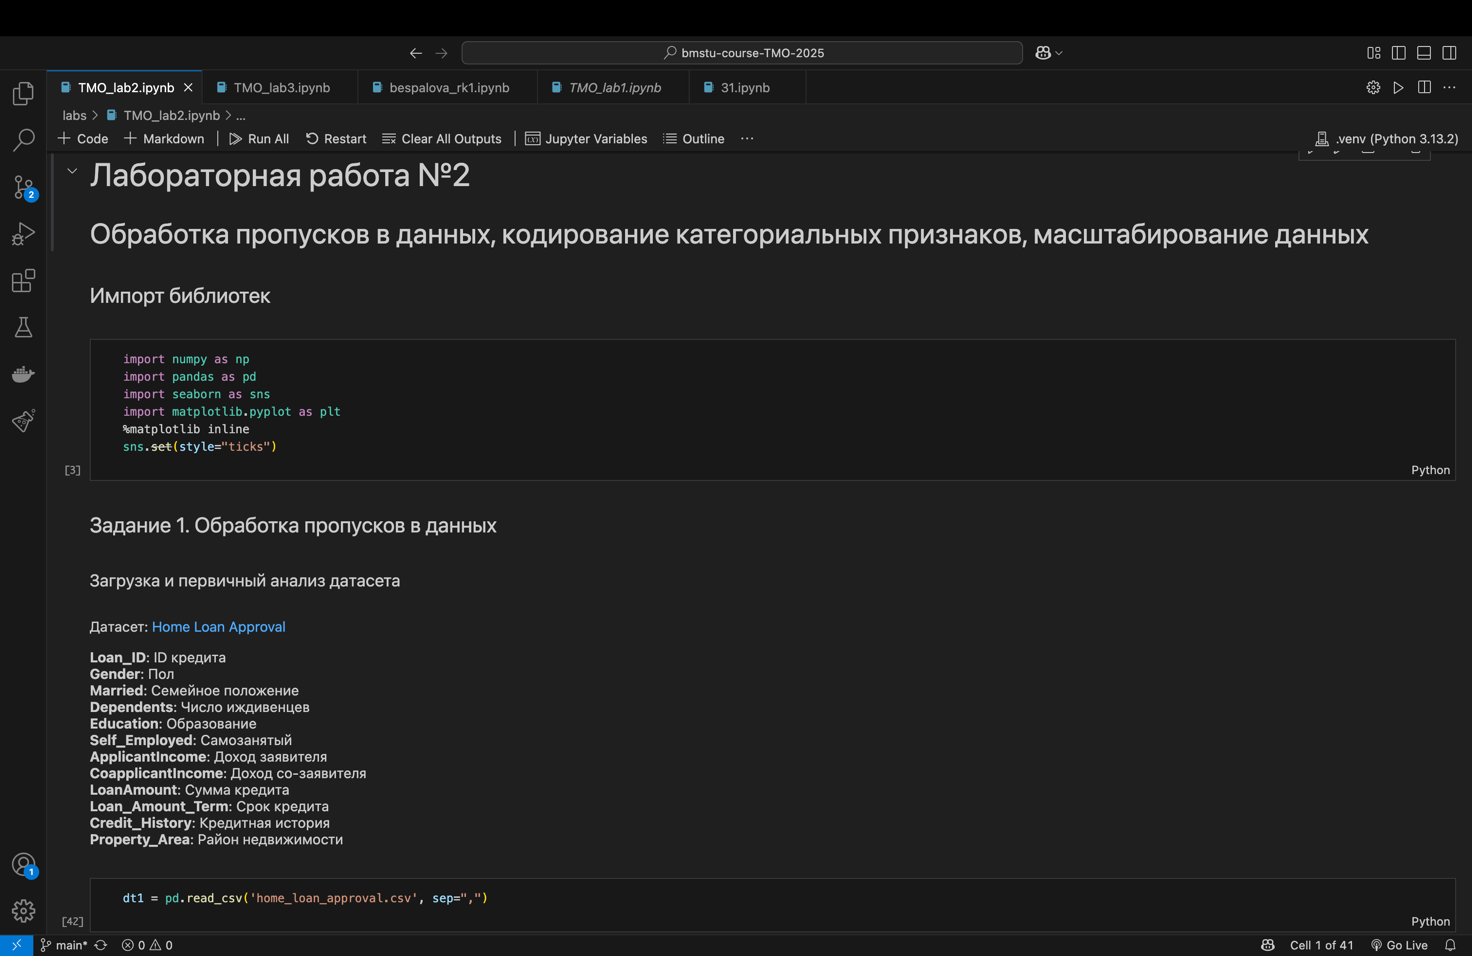 bmstu-course-TMO-2025
TMO_lab2.ipynb
TMO_lab3.ipynb
bespalova_rk1.ipynb
TMO_lab1.ipynb
31.ipynb
labs > TMO_lab2.ipynb > ...
+ Code + Markdown | Run All Restart Clear All Outputs | Jupyter Variables Outline ... .venv (Python 3.13.2)
Лабораторная работа №2
Обработка пропусков в данных, кодирование категориальных признаков, масштабирование данных
Импорт библиотек
import numpy as np
import pandas as pd
import seaborn as sns
import matplotlib.pyplot as plt
%matplotlib inline
sns.set(style="ticks")
[3]
Python
Задание 1. Обработка пропусков в данных
Загрузка и первичный анализ датасета
Датасет: Home Loan Approval
Loan_ID: ID кредита
Gender: Пол
Married: Семейное положение
Dependents: Число иждивенцев
Education: Образование
Self_Employed: Самозанятый
ApplicantIncome: Доход заявителя
CoapplicantIncome: Доход со-заявителя
LoanAmount: Сумма кредита
Loan_Amount_Term: Срок кредита
Credit_History: Кредитная история
Property_Area: Район недвижимости
dt1 = pd.read_csv('home_loan_approval.csv', sep=",")
[42]
Python
2
1
main* 0 0 Cell 1 of 41 Go Live